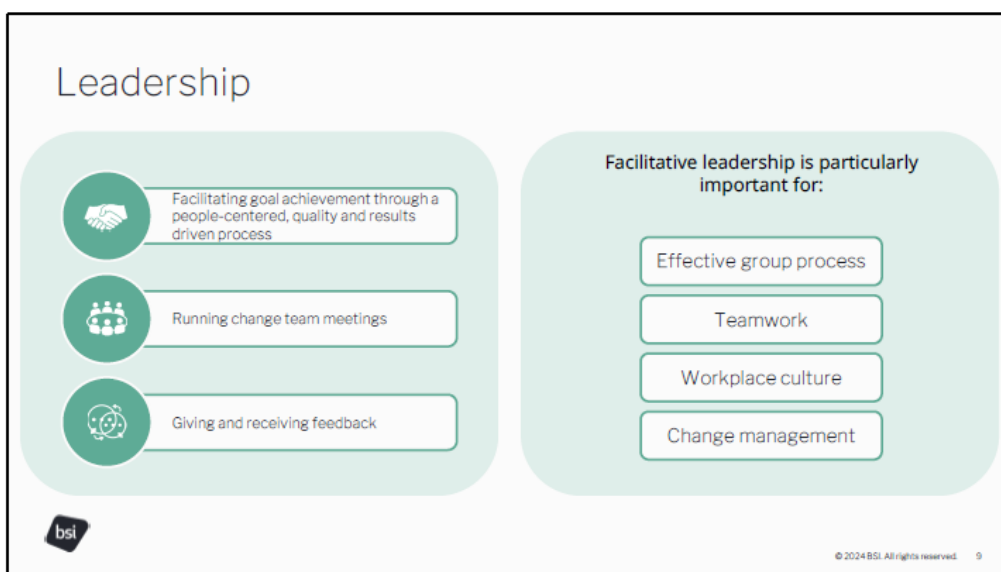 Leadership
Facilitating goal achievement through a
people-centered, quality and results
driven process
Running change team meetings
Giving and receiving feedback
Facilitative leadership is particularly
important for:
Effective group process
Teamwork
Workplace culture
Change management
bsi
© 2024 BSI. All rights reserved. 9